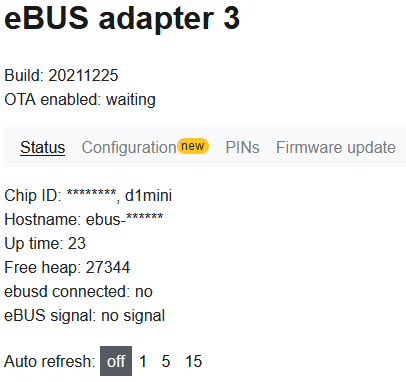 eBUS adapter 3
Build: 20211225
OTA enabled: waiting
Status Configuration new PINs Firmware update
Chip ID: ********, d1mini
Hostname: ebus-******
Up time: 23
Free heap: 27344
ebusd connected: no
eBUS signal: no signal
Auto refresh: off 1 5 15